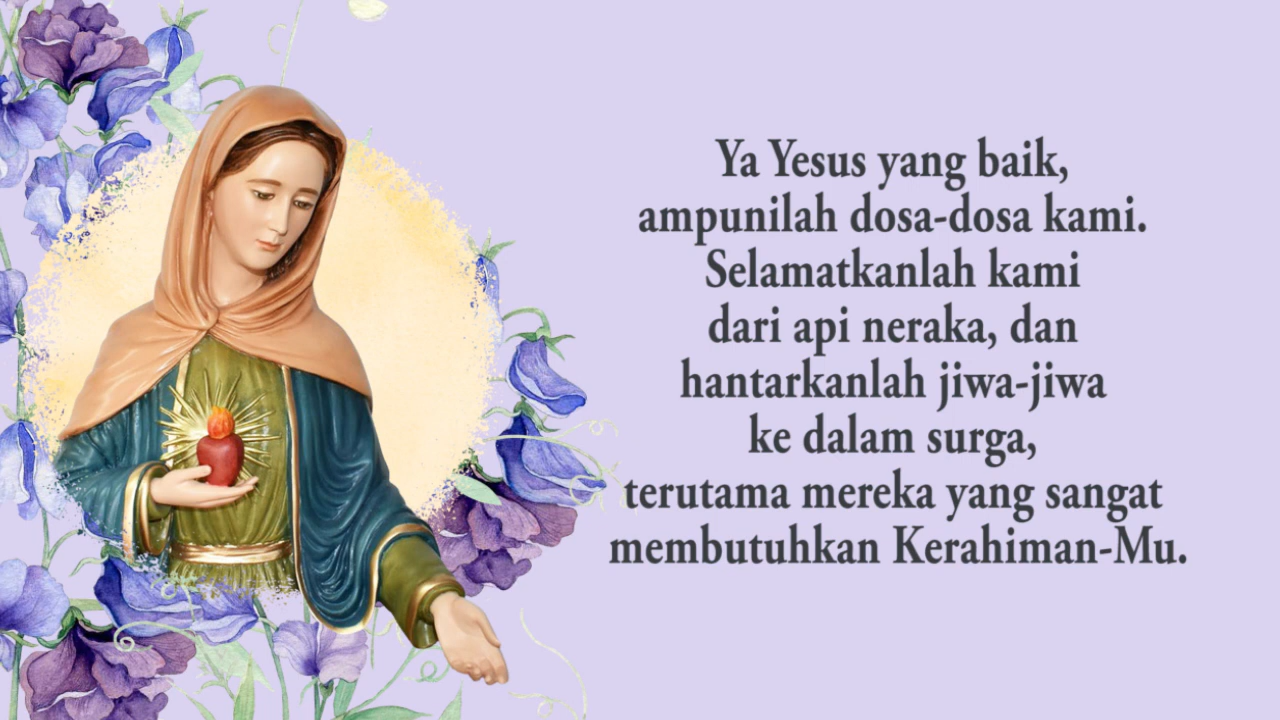 Ya Yesus yang baik,
ampunilah dosa-dosa kami.
Selamatkanlah kami
dari api neraka, dan
hantarkanlah jiwa-jiwa
ke dalam surga,
terutama mereka yang sangat
membutuhkan Kerahiman-Mu.